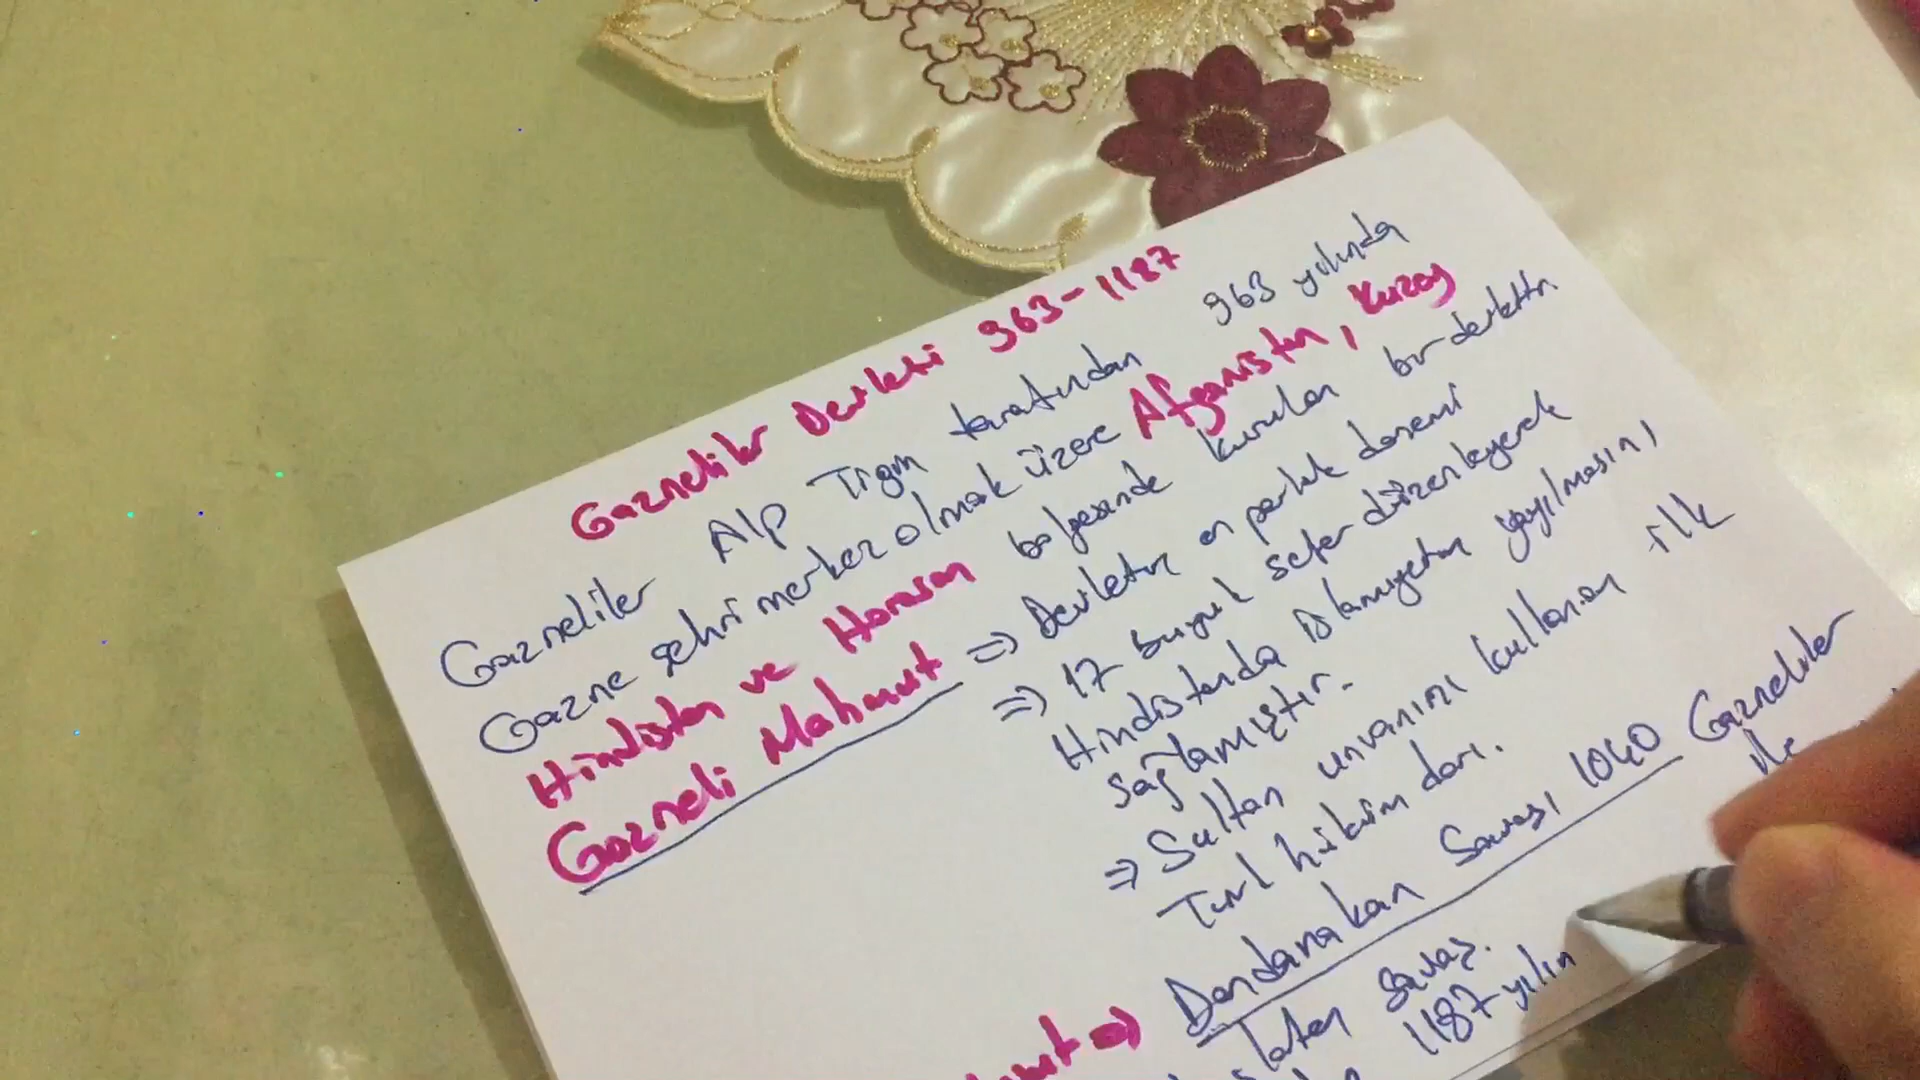 Gazneliler Devleti 963-1187
Gazneliler Alp Tigin tarafından 963 yılında
Gazne şehri merkez olmak üzere Afganistan, Kuzey
Hindistan ve Horasan bölgesinde kurulan bir devlettir
Gazneli Mahmut => Devletin en parlak dönemi
=> 17 büyük sefer düzenleyerek
Hindistanda islamiyetin yayılmasını
sağlamıştır.
=> Sultan unvanını kullanan ilk
Türk hükümdarı.
=> Dandanakan Savaşı 1040 Gazneliler
ile
savaş.
1187 yılın